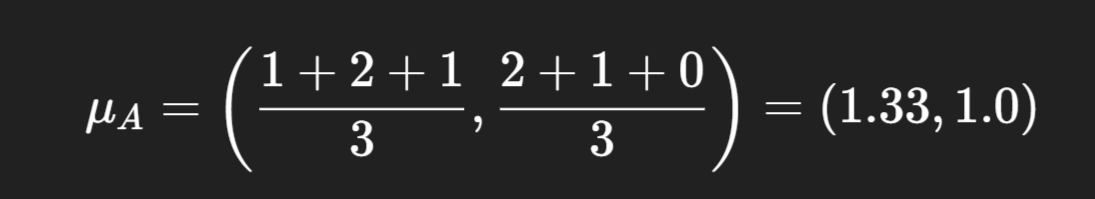 μ_A = ( (1 + 2 + 1)/3 , (2 + 1 + 0)/3 ) = (1.33, 1.0)